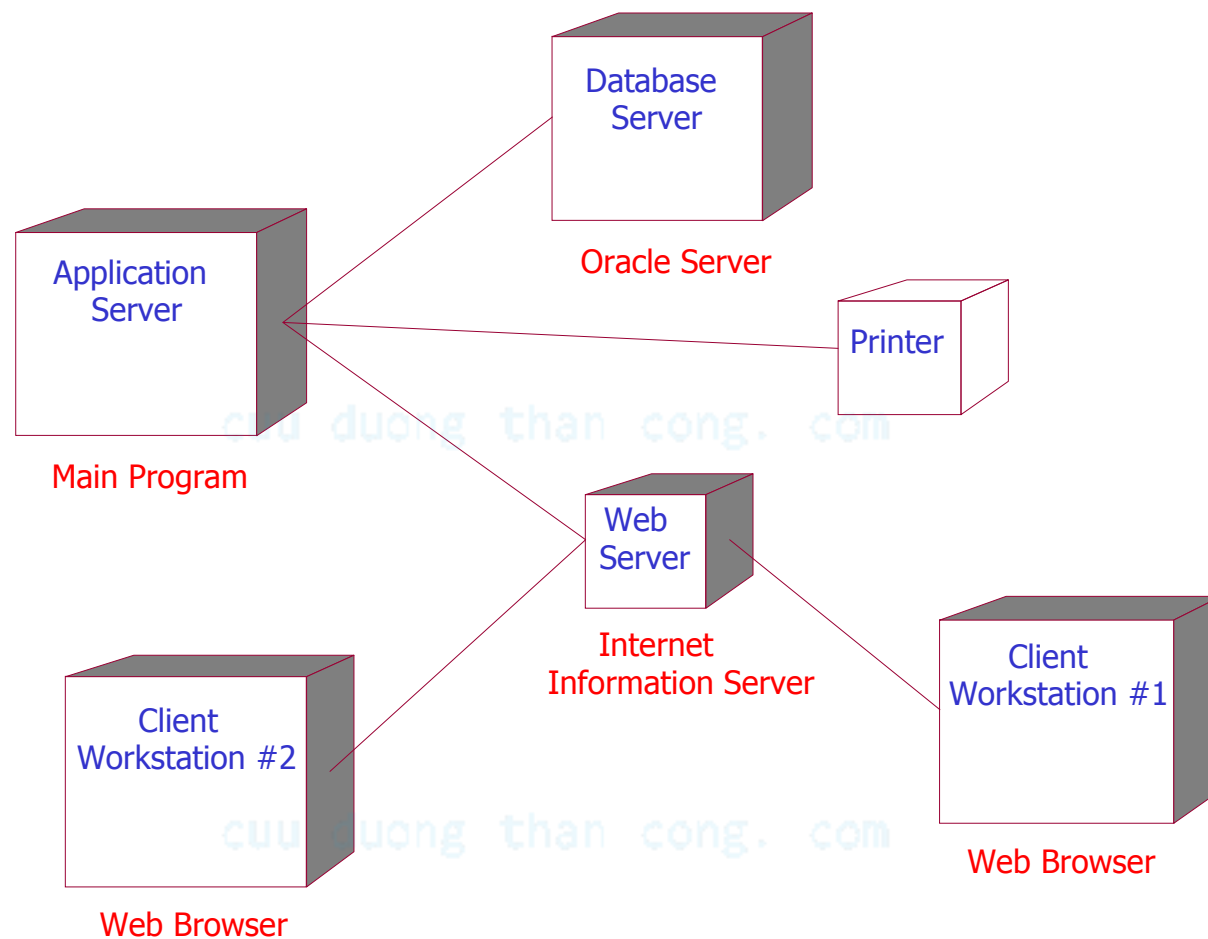 Database
Server
Oracle Server
Application
Server
Main Program
Printer
cuu duong than cong. com
Web
Server
Internet
Information Server
Client
Workstation #1
Web Browser
Client
Workstation #2
Web Browser
cuu duong than cong. com